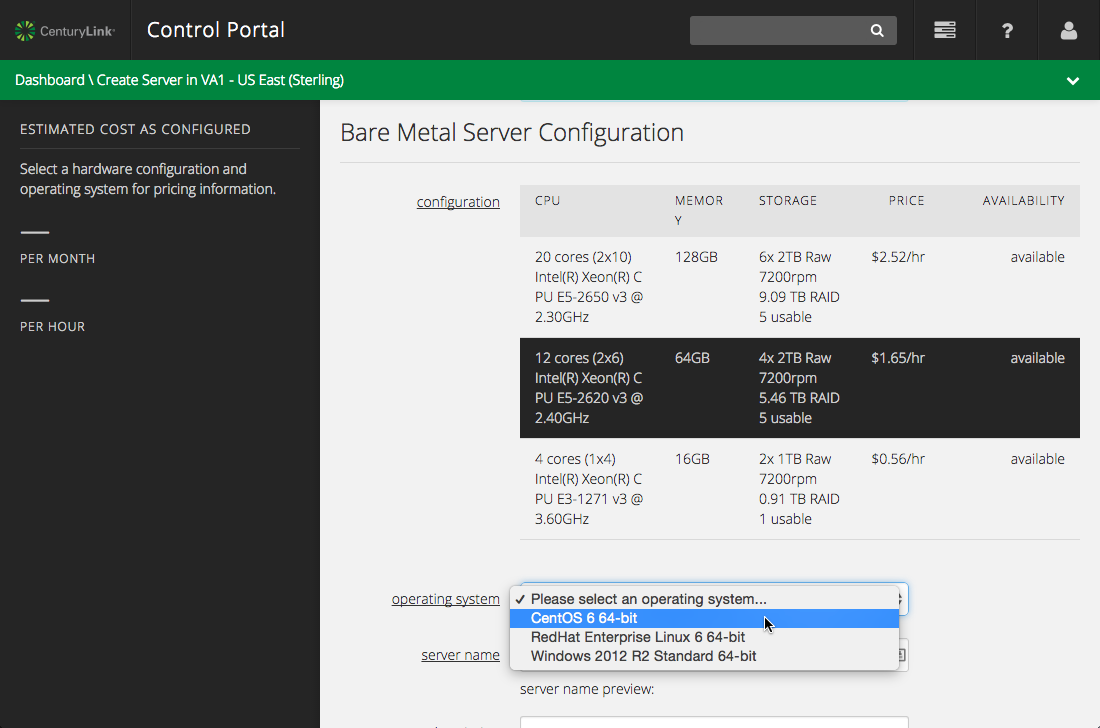 CenturyLink
Control Portal
?
Dashboard \ Create Server in VA1 - US East (Sterling)
ESTIMATED COST AS CONFIGURED
Select a hardware configuration and
operating system for pricing information.
PER MONTH
PER HOUR
Bare Metal Server Configuration
configuration
CPU MEMOR STORAGE PRICE AVAILABILITY
Y
20 cores (2x10) 128GB 6x 2TB Raw $2.52/hr available
Intel(R) Xeon(R) C 7200rpm
PU E5-2650 v3 @ 9.09 TB RAID
2.30GHz 5 usable
12 cores (2x6) 64GB 4x 2TB Raw $1.65/hr available
Intel(R) Xeon(R) C 7200rpm
PU E5-2620 v3 @ 5.46 TB RAID
2.40GHz 5 usable
4 cores (1x4) 16GB 2x 1TB Raw $0.56/hr available
Intel(R) Xeon(R) C 7200rpm
PU E3-1271 v3 @ 0.91 TB RAID
3.60GHz 1 usable
operating system ✓ Please select an operating system...
CentOS 6 64-bit
RedHat Enterprise Linux 6 64-bit
server name Windows 2012 R2 Standard 64-bit
server name preview: